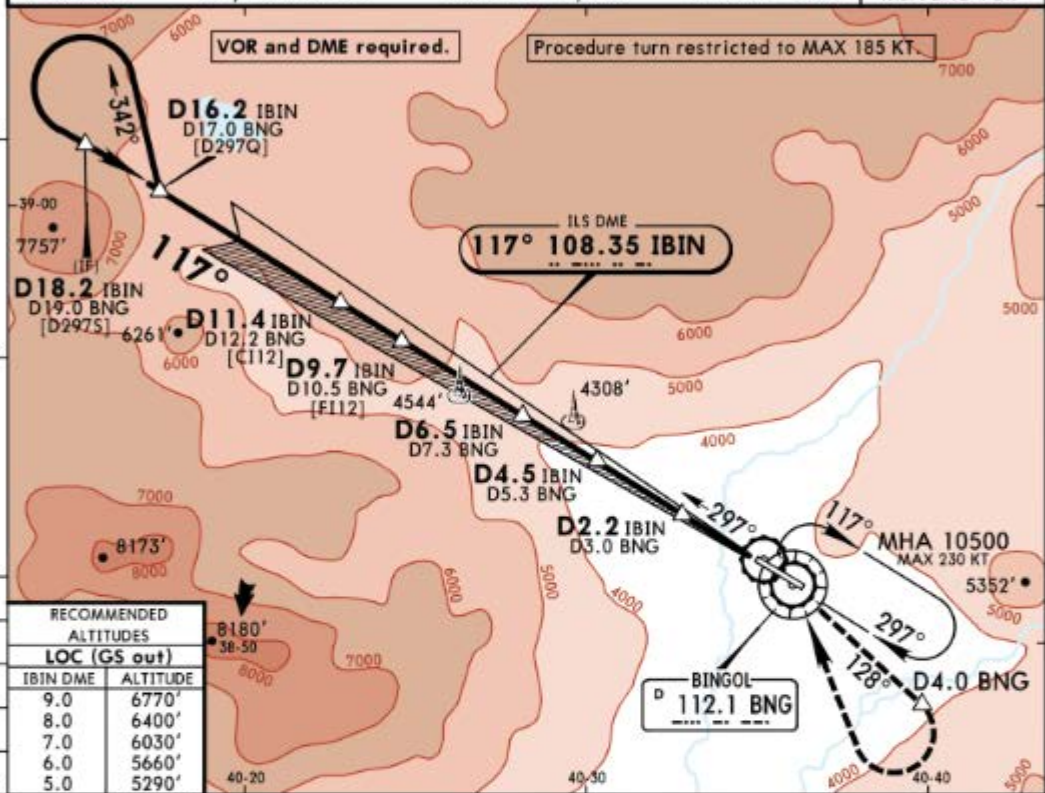 7000
6000
VOR and DME required.
Procedure turn restricted to MAX 185 KT.
7000
342°
D16.2 IBIN
D17.0 BNG
[D297Q]
6000
5000
39-00
7757'
7000
117°
ILS DME
117° 108.35 IBIN
(IF)
D18.2 IBIN
D19.0 BNG
[D297S]
5000
6261'
6000
D11.4 IBIN
D12.2 BNG
[CI12]
6000
D9.7 IBIN
D10.5 BNG
[FI12]
4544'
4308'
5000
D6.5 IBIN
D7.3 BNG
4000
D4.5 IBIN
D5.3 BNG
7000
297°
D2.2 IBIN
D3.0 BNG
117°
MHA 10500
MAX 230 KT
8173'
8000
5352'
5000
6000
5000
4000
297°
8180'
38-50
8000
7000
128°
D4.0 BNG
BINGOL
D 112.1 BNG
RECOMMENDED
ALTITUDES
LOC (GS out)
IBIN DME ALTITUDE
9.0 6770'
8.0 6400'
7.0 6030'
6.0 5660'
5.0 5290'
40-20
40-30
4000
40-40
5000